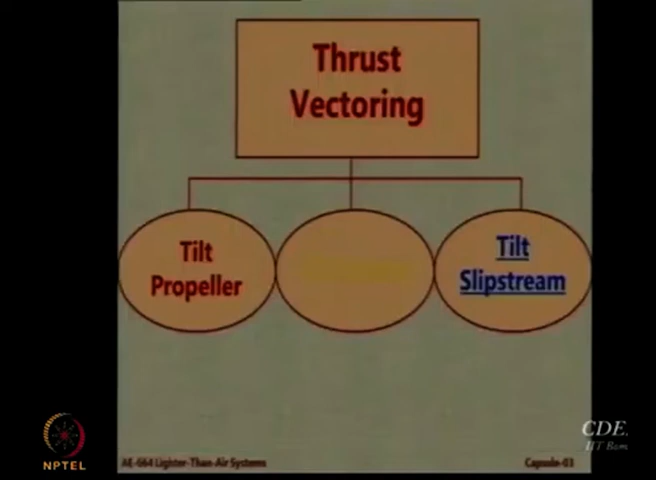 Thrust
Vectoring
Tilt
Propeller
Tilt
Slipstream
NPTEL
CDE,
IIT Bom
AE-664 Lighter-Than-Air Systems
Capsule-03